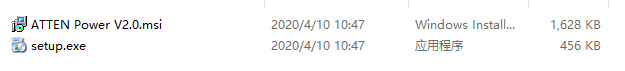 ATTEN Power V2.0.msi 2020/4/10 10:47 Windows Install... 1,628 KB
setup.exe 2020/4/10 10:47 应用程序 456 KB